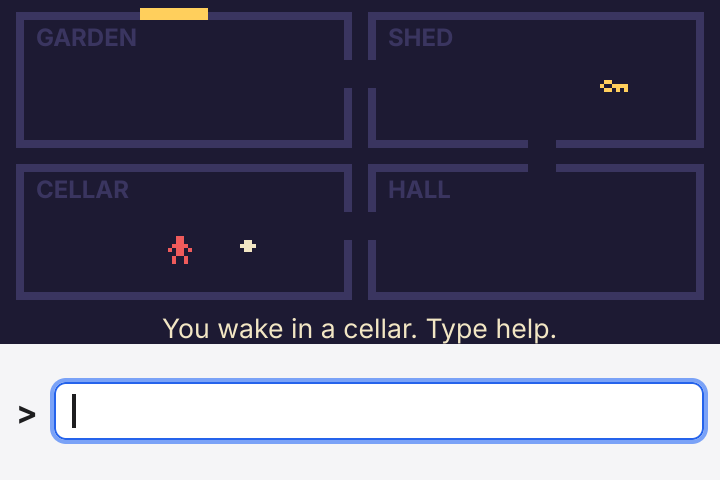 GARDEN
SHED
CELLAR
HALL
You wake in a cellar. Type help.
>